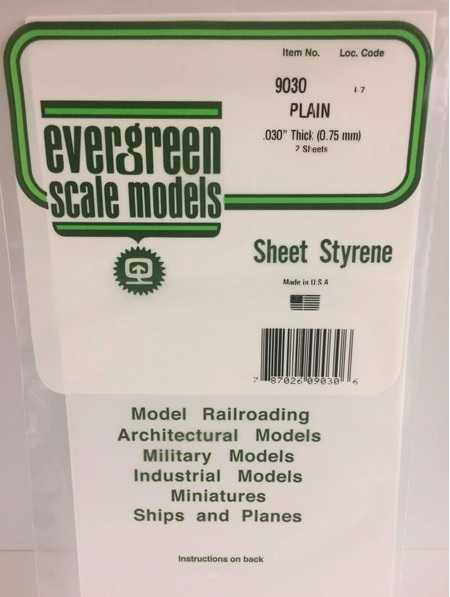 Item No. Loc. Code
9030 I-7
PLAIN
.030" Thick (0.75 mm)
2 Sheets
evergreen
scale models
Sheet Styrene
Made in U.S.A
7 87026 09030 6
Model Railroading
Architectural Models
Military Models
Industrial Models
Miniatures
Ships and Planes
Instructions on back